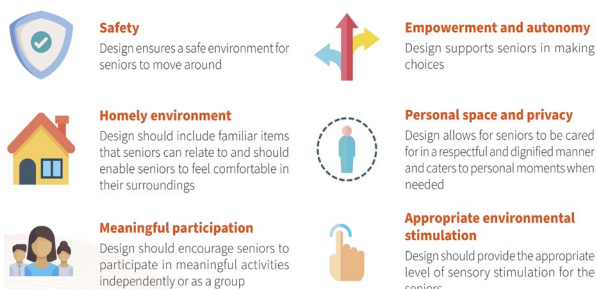 Safety
Design ensures a safe environment for
seniors to move around
Empowerment and autonomy
Design supports seniors in making
choices
Homely environment
Design should include familiar items
that seniors can relate to and should
enable seniors to feel comfortable in
their surroundings
Personal space and privacy
Design allows for seniors to be cared
for in a respectful and dignified manner
and caters to personal moments when
needed
Meaningful participation
Design should encourage seniors to
participate in meaningful activities
independently or as a group
Appropriate environmental
stimulation
Design should provide the appropriate
level of sensory stimulation for the
seniors